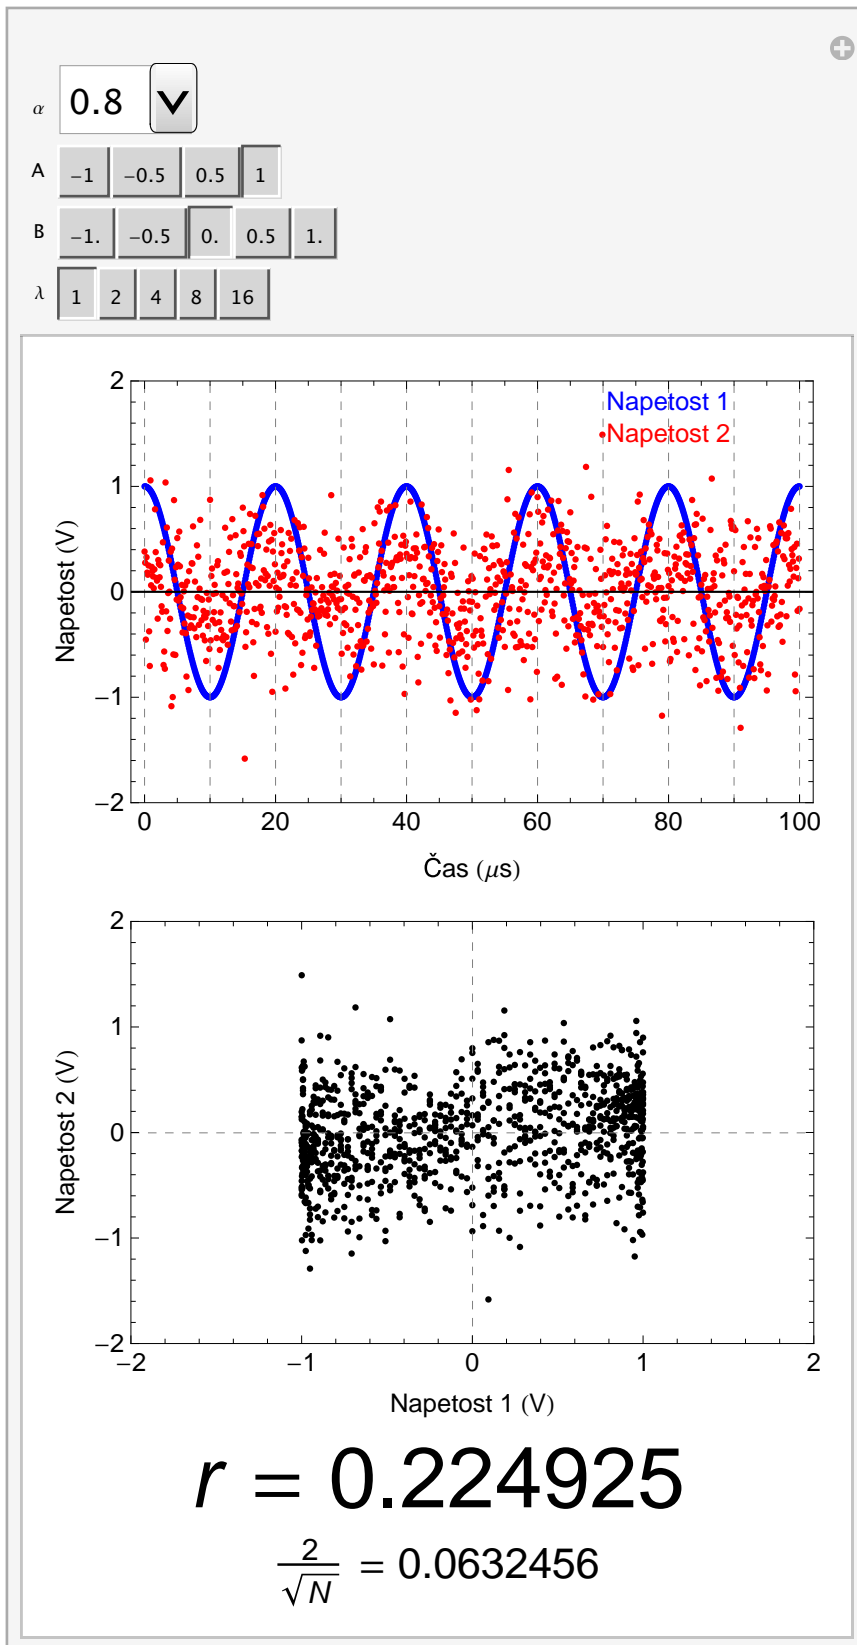 α 0.8
A −1 −0.5 0.5 1
B −1. −0.5 0. 0.5 1.
λ 1 2 4 8 16
Napetost 1
Napetost 2
Napetost (V)
2
1
0
−1
−2
0 20 40 60 80 100
Čas (μs)
Napetost 2 (V)
2
1
0
−1
−2
−2 −1 0 1 2
Napetost 1 (V)
r = 0.224925
2/√N = 0.0632456